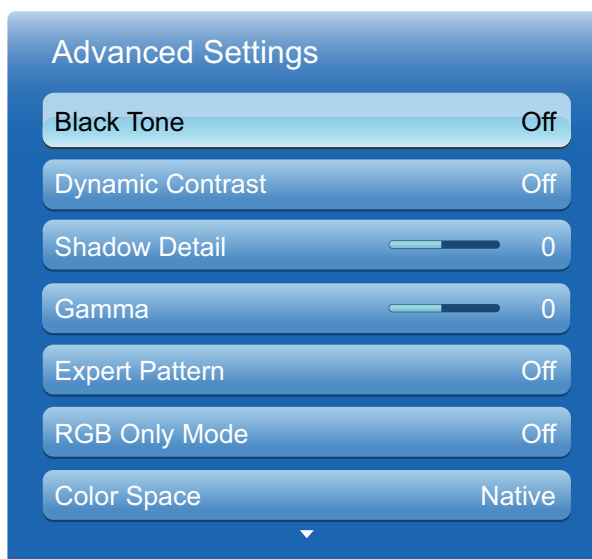 Advanced Settings
Black Tone Off
Dynamic Contrast Off
Shadow Detail 0
Gamma 0
Expert Pattern Off
RGB Only Mode Off
Color Space Native